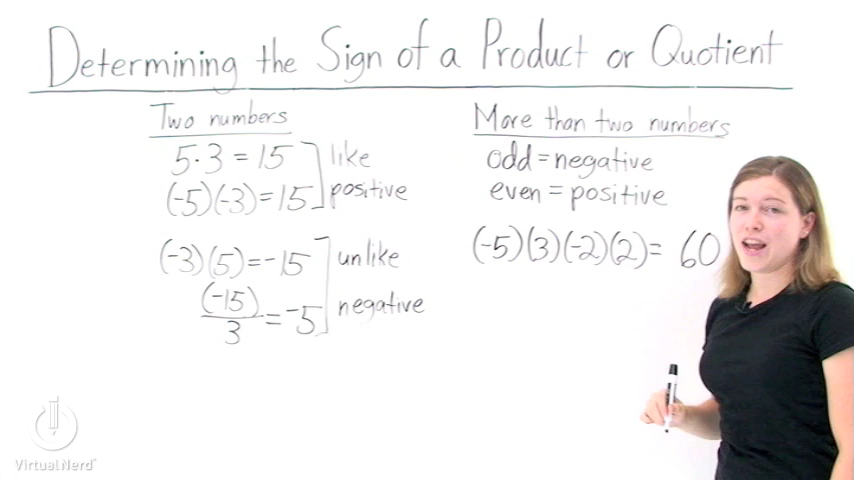 Determining the Sign of a Product or Quotient
Two numbers
5·3=15
(-5)(-3)=15
like
positive
(-3)(5)=-15
(-15)
3
=-5
unlike
negative
More than two numbers
odd=negative
even=positive
(-5)(3)(-2)(2)= 60
VirtualNerd™